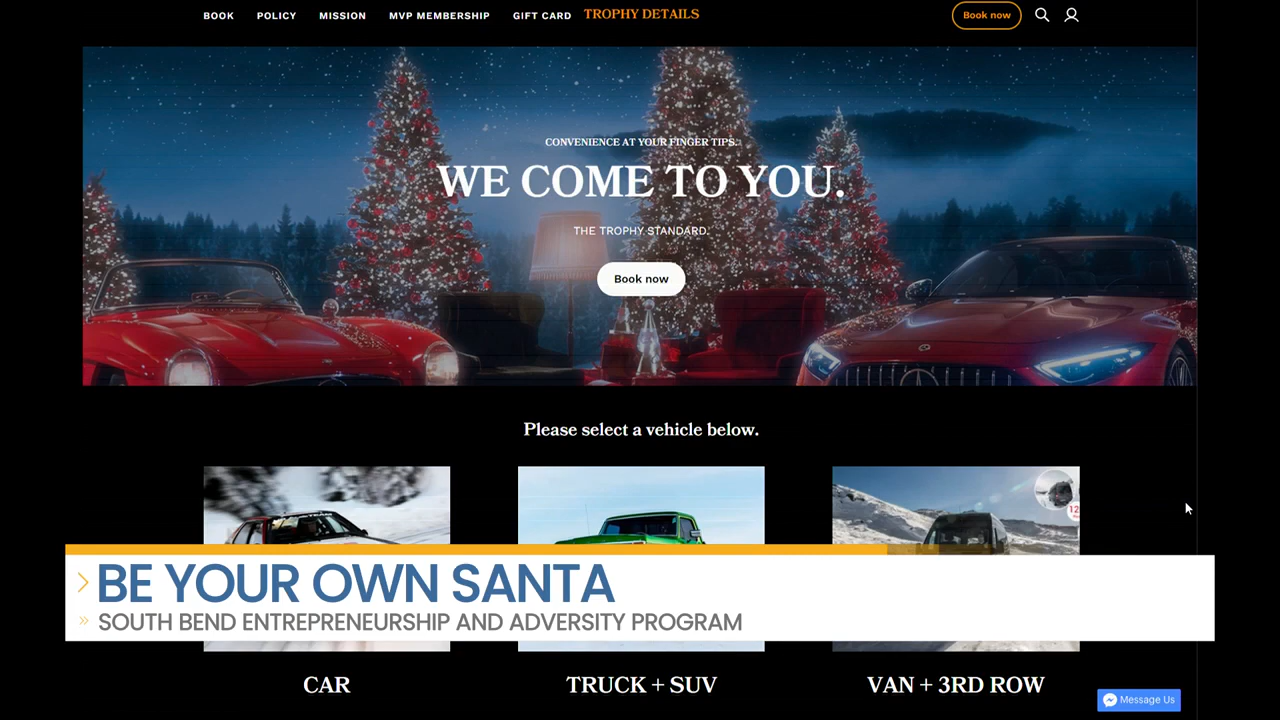 BOOK POLICY MISSION MVP MEMBERSHIP GIFT CARD TROPHY DETAILS Book now
CONVENIENCE AT YOUR FINGER TIPS.
WE COME TO YOU.
THE TROPHY STANDARD.
Book now
Please select a vehicle below.
12
BE YOUR OWN SANTA
SOUTH BEND ENTREPRENEURSHIP AND ADVERSITY PROGRAM
CAR TRUCK + SUV VAN + 3RD ROW
Message Us